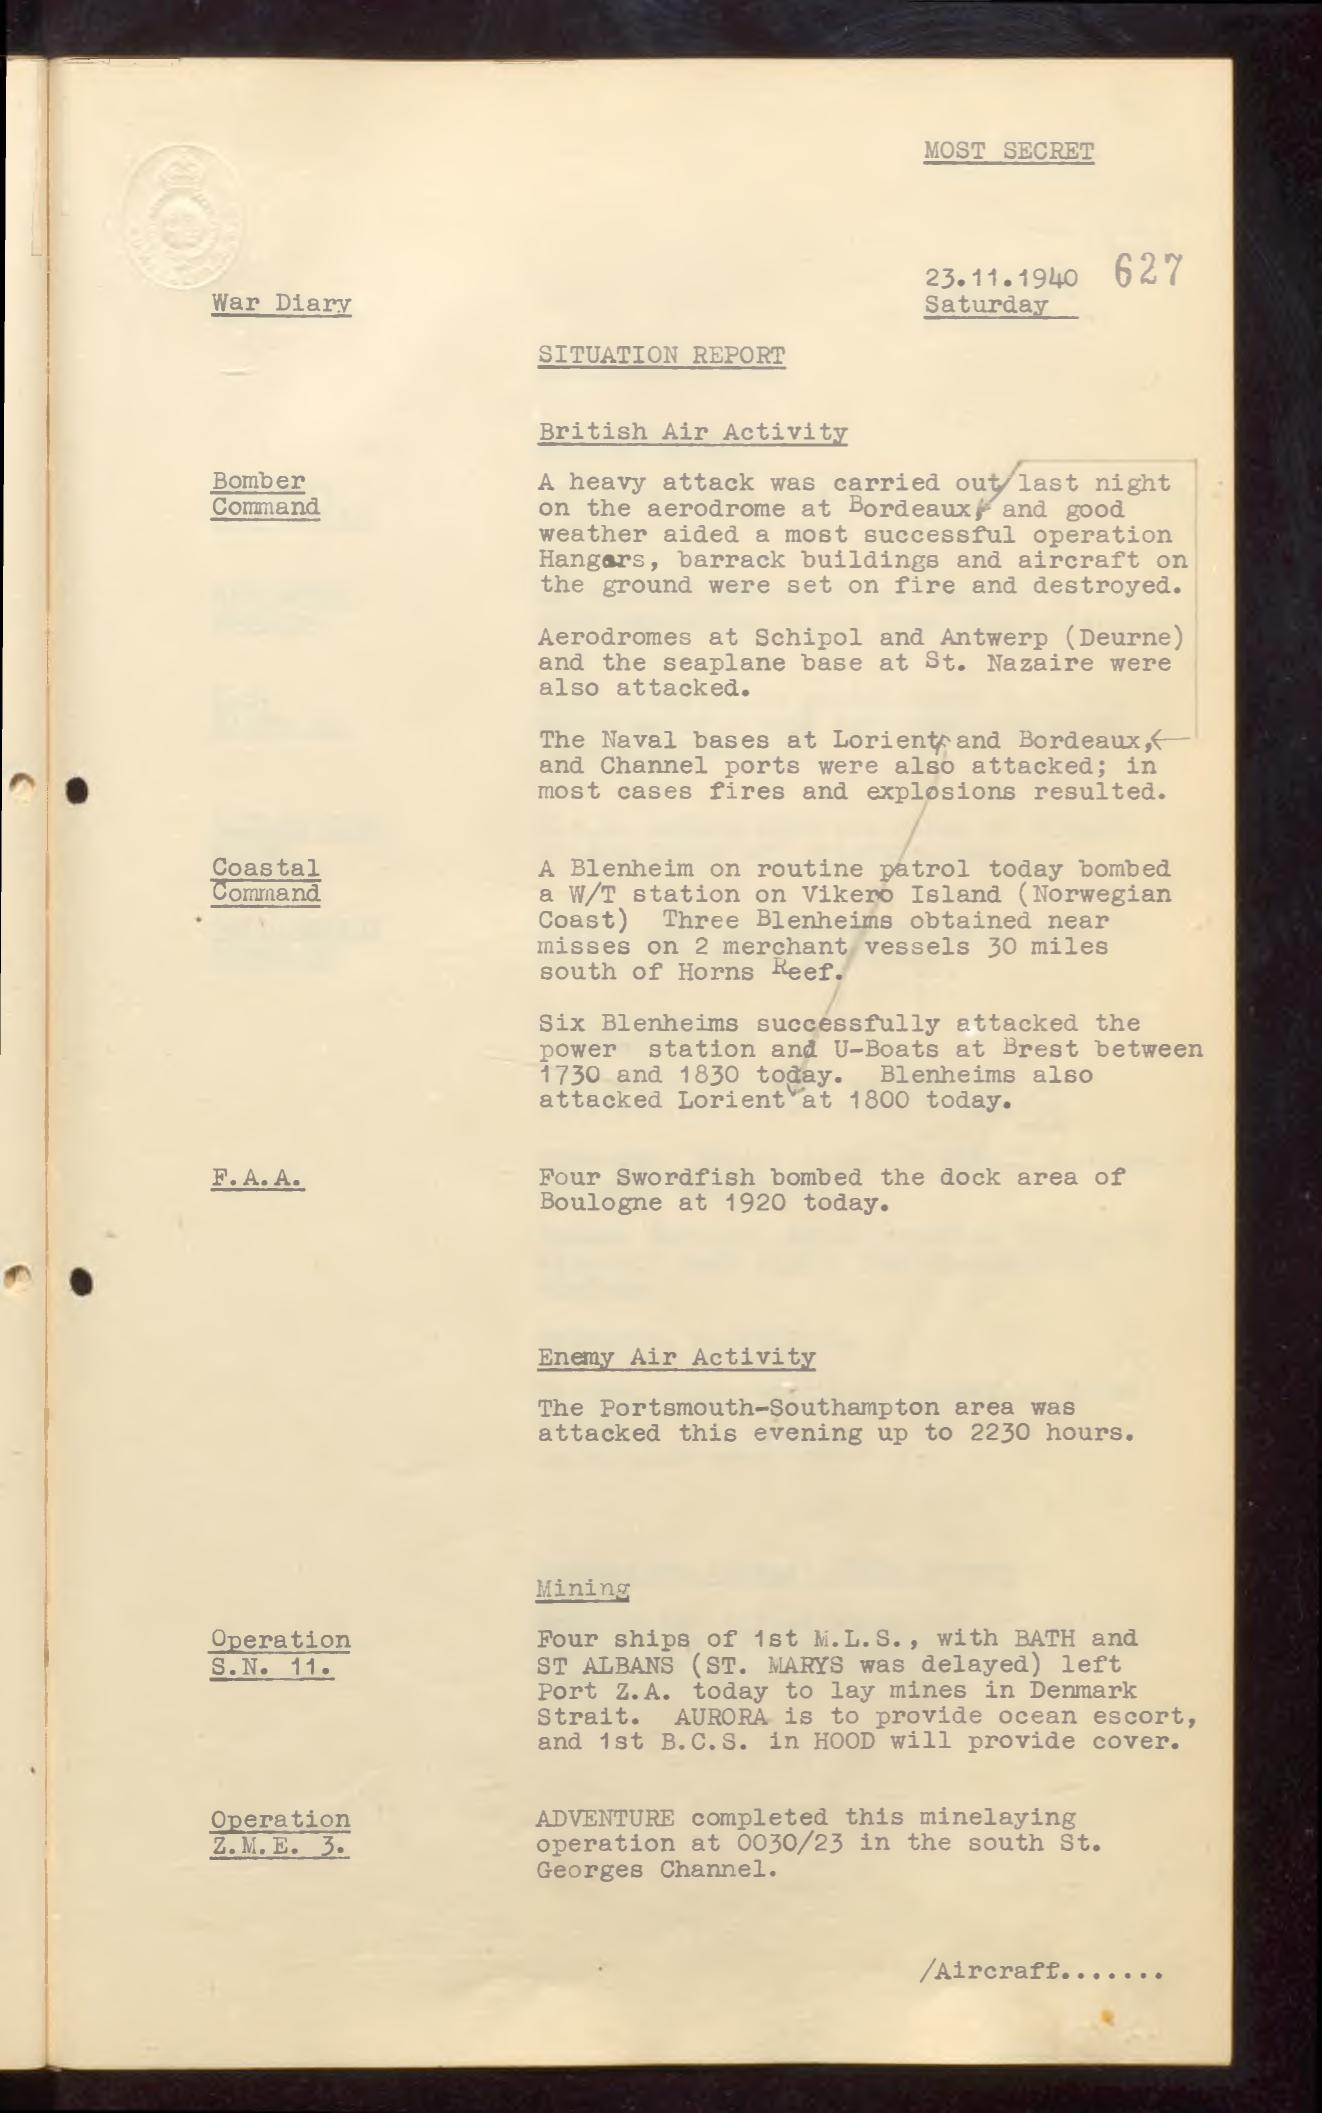 MOST SECRET
23.11.1940 627
War Diary
Saturday
SITUATION REPORT
British Air Activity
Bomber
Command
A heavy attack was carried out last night
on the aerodrome at Bordeaux, and good
weather aided a most successful operation
Hangars, barrack buildings and aircraft on
the ground were set on fire and destroyed.
Aerodromes at Schipol and Antwerp (Deurne)
and the seaplane base at St. Nazaire were
also attacked.
The Naval bases at Lorient, and Bordeaux,
and Channel ports were also attacked; in
most cases fires and explosions resulted.
Coastal
Command
A Blenheim on routine patrol today bombed
a W/T station on Vikero Island (Norwegian
Coast) Three Blenheims obtained near
misses on 2 merchant vessels 30 miles
south of Horns Reef.
Six Blenheims successfully attacked the
power station and U-Boats at Brest between
1730 and 1830 today. Blenheims also
attacked Lorient at 1800 today.
F.A.A.
Four Swordfish bombed the dock area of
Boulogne at 1920 today.
Enemy Air Activity
The Portsmouth-Southampton area was
attacked this evening up to 2230 hours.
Mining
Operation
S.N. 11.
Four ships of 1st M.L.S., with BATH and
ST ALBANS (ST. MARYS was delayed) left
Port Z.A. today to lay mines in Denmark
Strait. AURORA is to provide ocean escort,
and 1st B.C.S. in HOOD will provide cover.
Operation
Z.M.E. 3.
ADVENTURE completed this minelaying
operation at 0030/23 in the south St.
Georges Channel.
/Aircraft.......